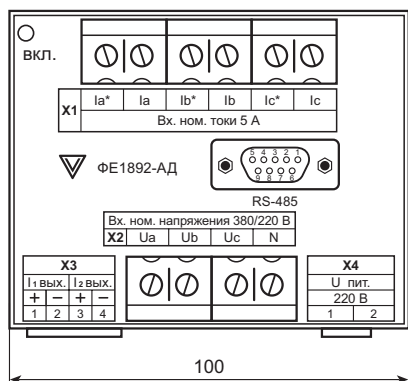 ВКЛ.
Ia* Ia Ib* Ib Ic* Ic
X1
Вх. ном. токи 5 А
ФЕ1892-АД
5 4 3 2 1
9 8 7 6
RS-485
Вх. ном. напряжения 380/220 В
X2 Ua Ub Uc N
X3
I₁ вых. I₂ вых.
+ − + −
1 2 3 4
X4
U пит.
220 В
1 2
100